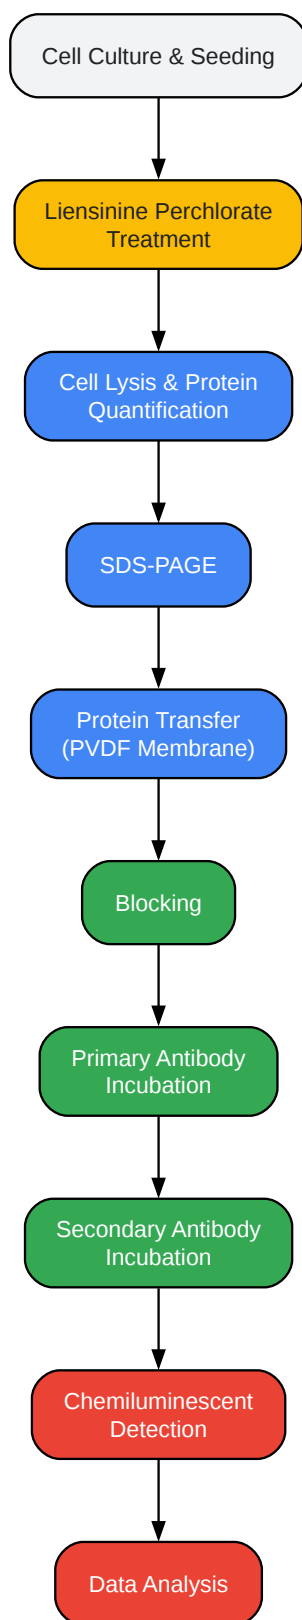 Cell Culture & Seeding
Liensinine Perchlorate
Treatment
Cell Lysis & Protein
Quantification
SDS-PAGE
Protein Transfer
(PVDF Membrane)
Blocking
Primary Antibody
Incubation
Secondary Antibody
Incubation
Chemiluminescent
Detection
Data Analysis